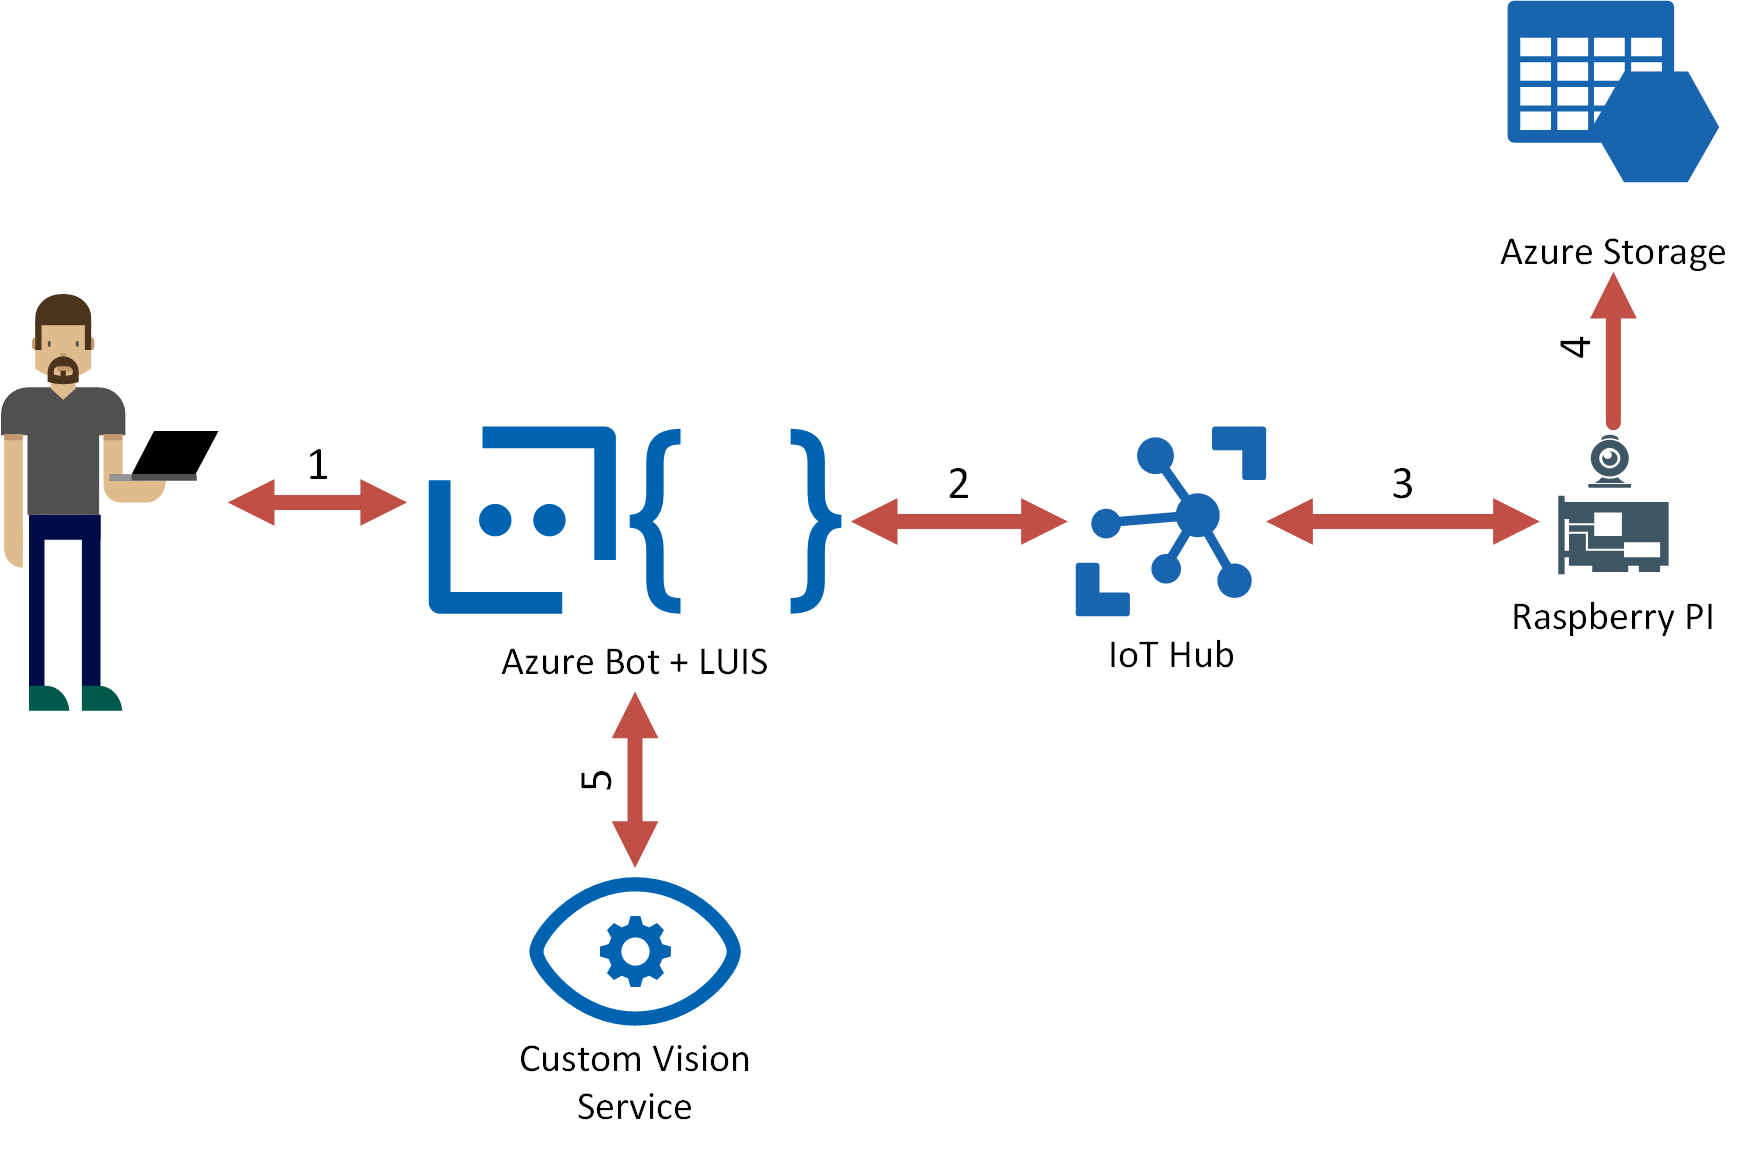 Azure Storage
4
1
2
3
Azure Bot + LUIS
IoT Hub
Raspberry PI
5
Custom Vision
Service